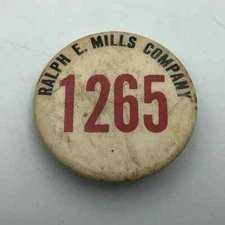 RALPH E. MILLS COMPANY
1265